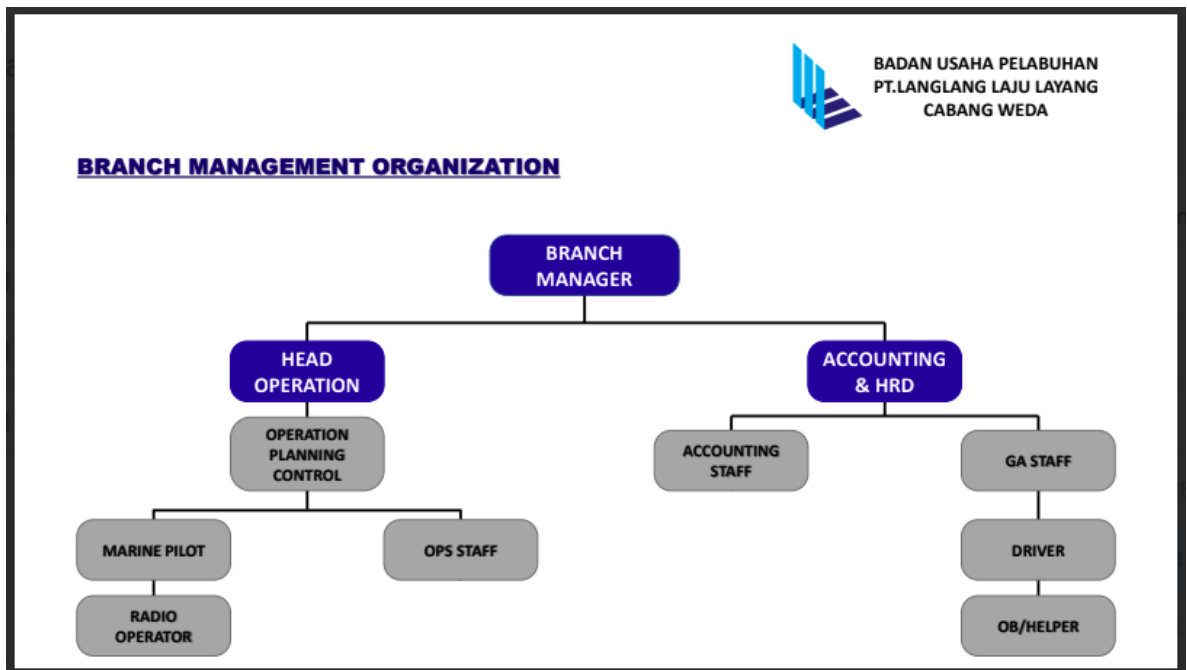 BADAN USAHA PELABUHAN
PT.LANGLANG LAJU LAYANG
CABANG WEDA
BRANCH MANAGEMENT ORGANIZATION
BRANCH
MANAGER
HEAD
OPERATION
ACCOUNTING
& HRD
OPERATION
PLANNING
CONTROL
ACCOUNTING
STAFF
GA STAFF
MARINE PILOT
OPS STAFF
DRIVER
RADIO
OPERATOR
OB/HELPER